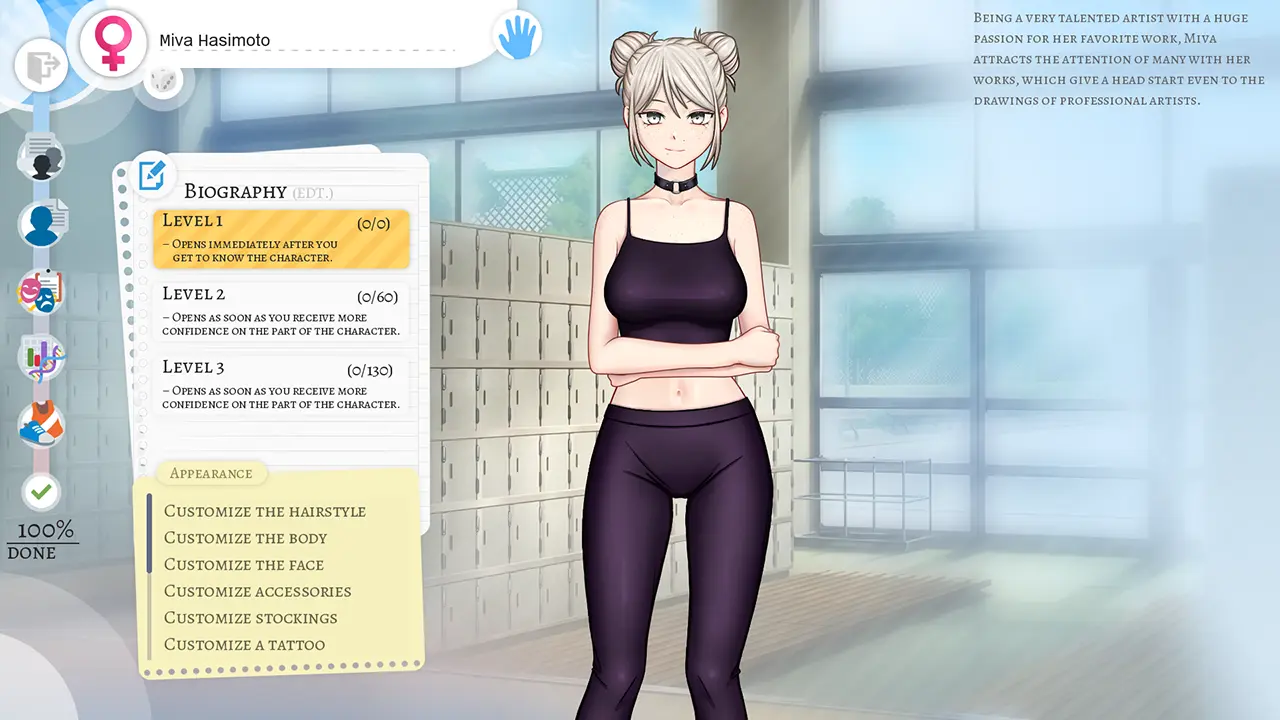 Miva Hasimoto
Being a very talented artist with a huge
passion for her favorite work, Miva
attracts the attention of many with her
works, which give a head start even to the
drawings of professional artists.
Biography (edt.)
Level 1 (0/0)
– Opens immediately after you
get to know the character.
Level 2 (0/60)
– Opens as soon as you receive more
confidence on the part of the character.
Level 3 (0/130)
– Opens as soon as you receive more
confidence on the part of the character.
Appearance
Customize the hairstyle
Customize the body
Customize the face
Customize accessories
Customize stockings
Customize a tattoo
100%
Done